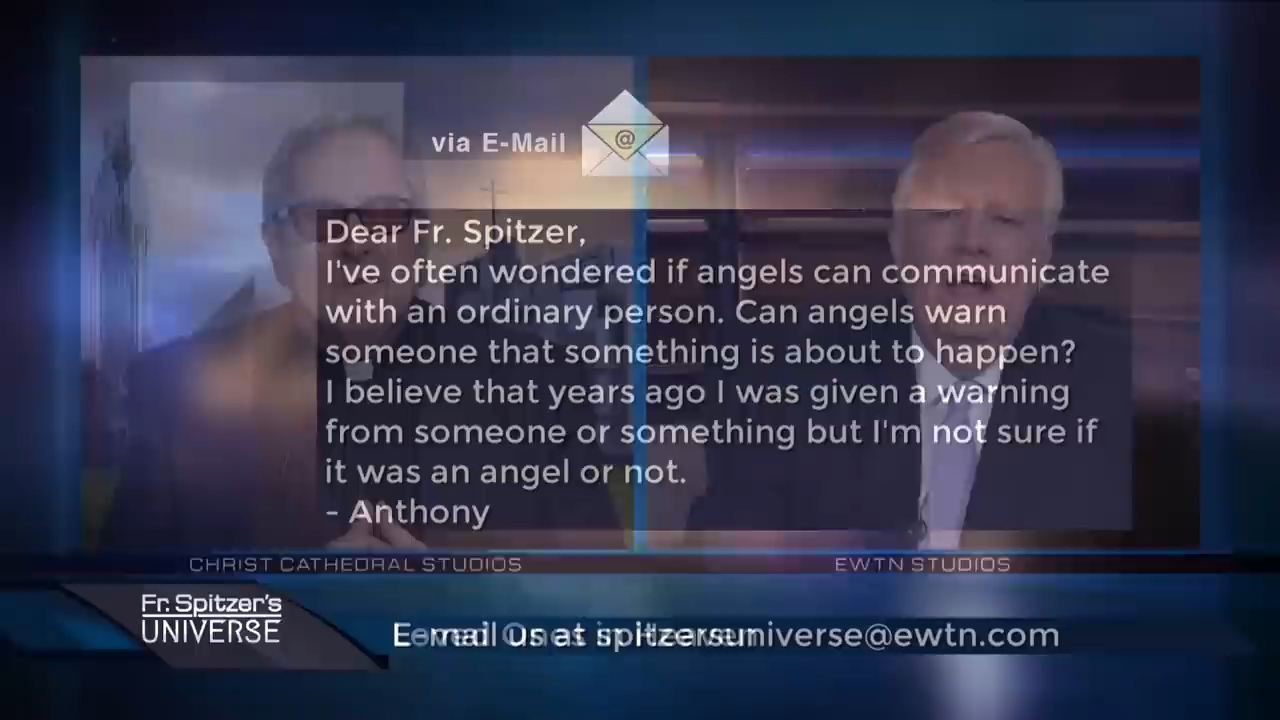 via E-Mail
@
Dear Fr. Spitzer,
I've often wondered if angels can communicate
with an ordinary person. Can angels warn
someone that something is about to happen?
I believe that years ago I was given a warning
from someone or something but I'm not sure if
it was an angel or not.
- Anthony
CHRIST CATHEDRAL STUDIOS
EWTN STUDIOS
Fr. Spitzer's
UNIVERSE
E-mail us at spitzersuniverse@ewtn.com